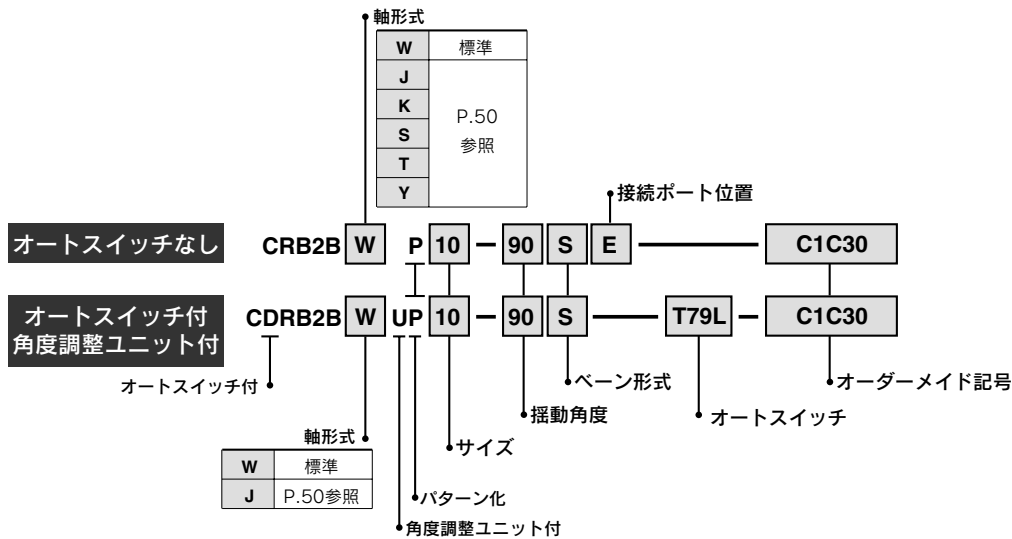 軸形式
W 標準
J
K
S
T
Y
P.50
参照
接続ポート位置
オートスイッチなし CRB2B W P 10 － 90 S E － C1C30
オートスイッチ付
角度調整ユニット付
CDRB2B W UP 10 － 90 S － T79L － C1C30
オートスイッチ付
ベーン形式
オーダーメイド記号
揺動角度
オートスイッチ
軸形式
サイズ
W 標準
J P.50参照
パターン化
角度調整ユニット付